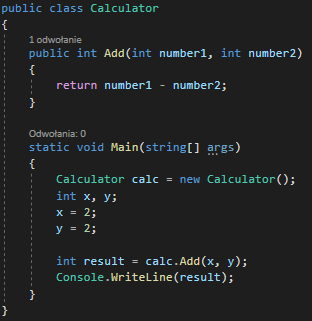 public class Calculator
{
1 odwołanie
public int Add(int number1, int number2)
{
return number1 - number2;
}
Odwołania: 0
static void Main(string[] args)
{
Calculator calc = new Calculator();
int x, y;
x = 2;
y = 2;
int result = calc.Add(x, y);
Console.WriteLine(result);
}
}